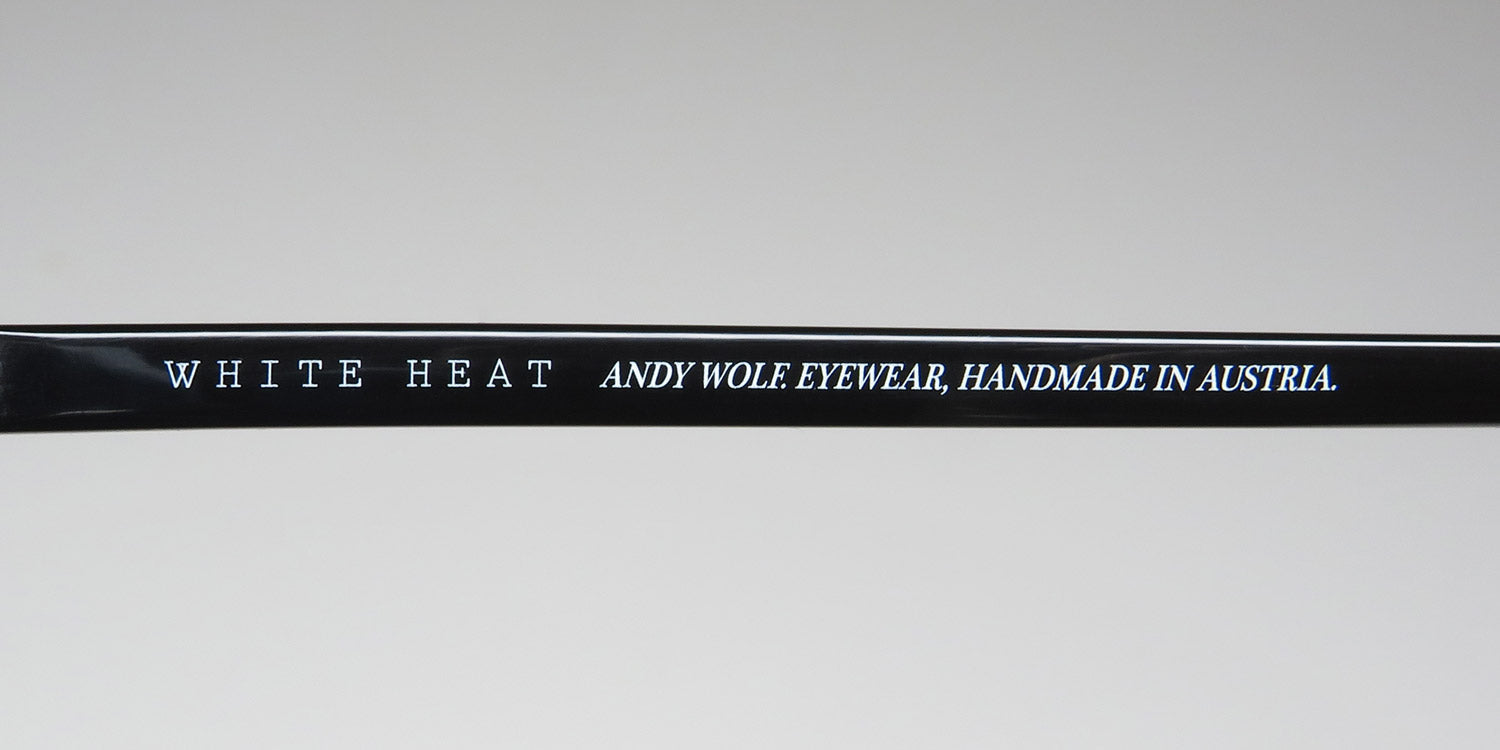 WHITE HEAT ANDY WOLF. EYEWEAR, HANDMADE IN AUSTRIA.